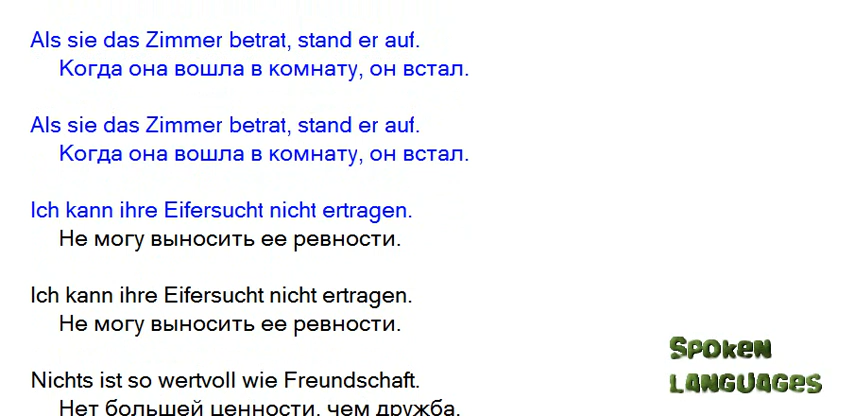 Als sie das Zimmer betrat, stand er auf.
Когда она вошла в комнату, он встал.
Als sie das Zimmer betrat, stand er auf.
Когда она вошла в комнату, он встал.
Ich kann ihre Eifersucht nicht ertragen.
Не могу выносить ее ревности.
Ich kann ihre Eifersucht nicht ertragen.
Не могу выносить ее ревности.
Nichts ist so wertvoll wie Freundschaft.
Нет большей ценности, чем дружба.
Spoken
Languages